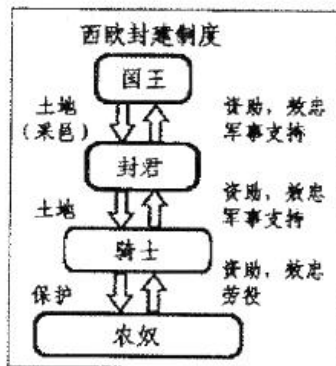 西欧封建制度
国王
土地
(采邑)
资助，效忠
军事支持
封君
土地
资助，效忠
军事支持
骑士
保护
资助，效忠
劳役
农奴